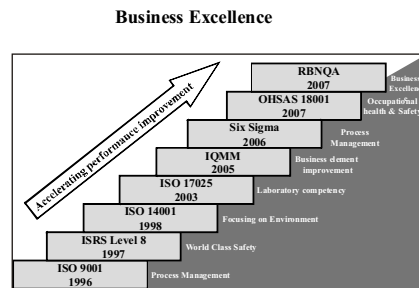 Business Excellence
Accelerating performance improvement
RBNQA
2007
Business
Excellence
OHSAS 18001
2007
Occupational
health & Safety
Six Sigma
2006
Process
Management
IQMM
2005
Business element
improvement
ISO 17025
2003
Laboratory competency
ISO 14001
1998
Focusing on Environment
ISRS Level 8
1997
World Class Safety
ISO 9001
1996
Process Management